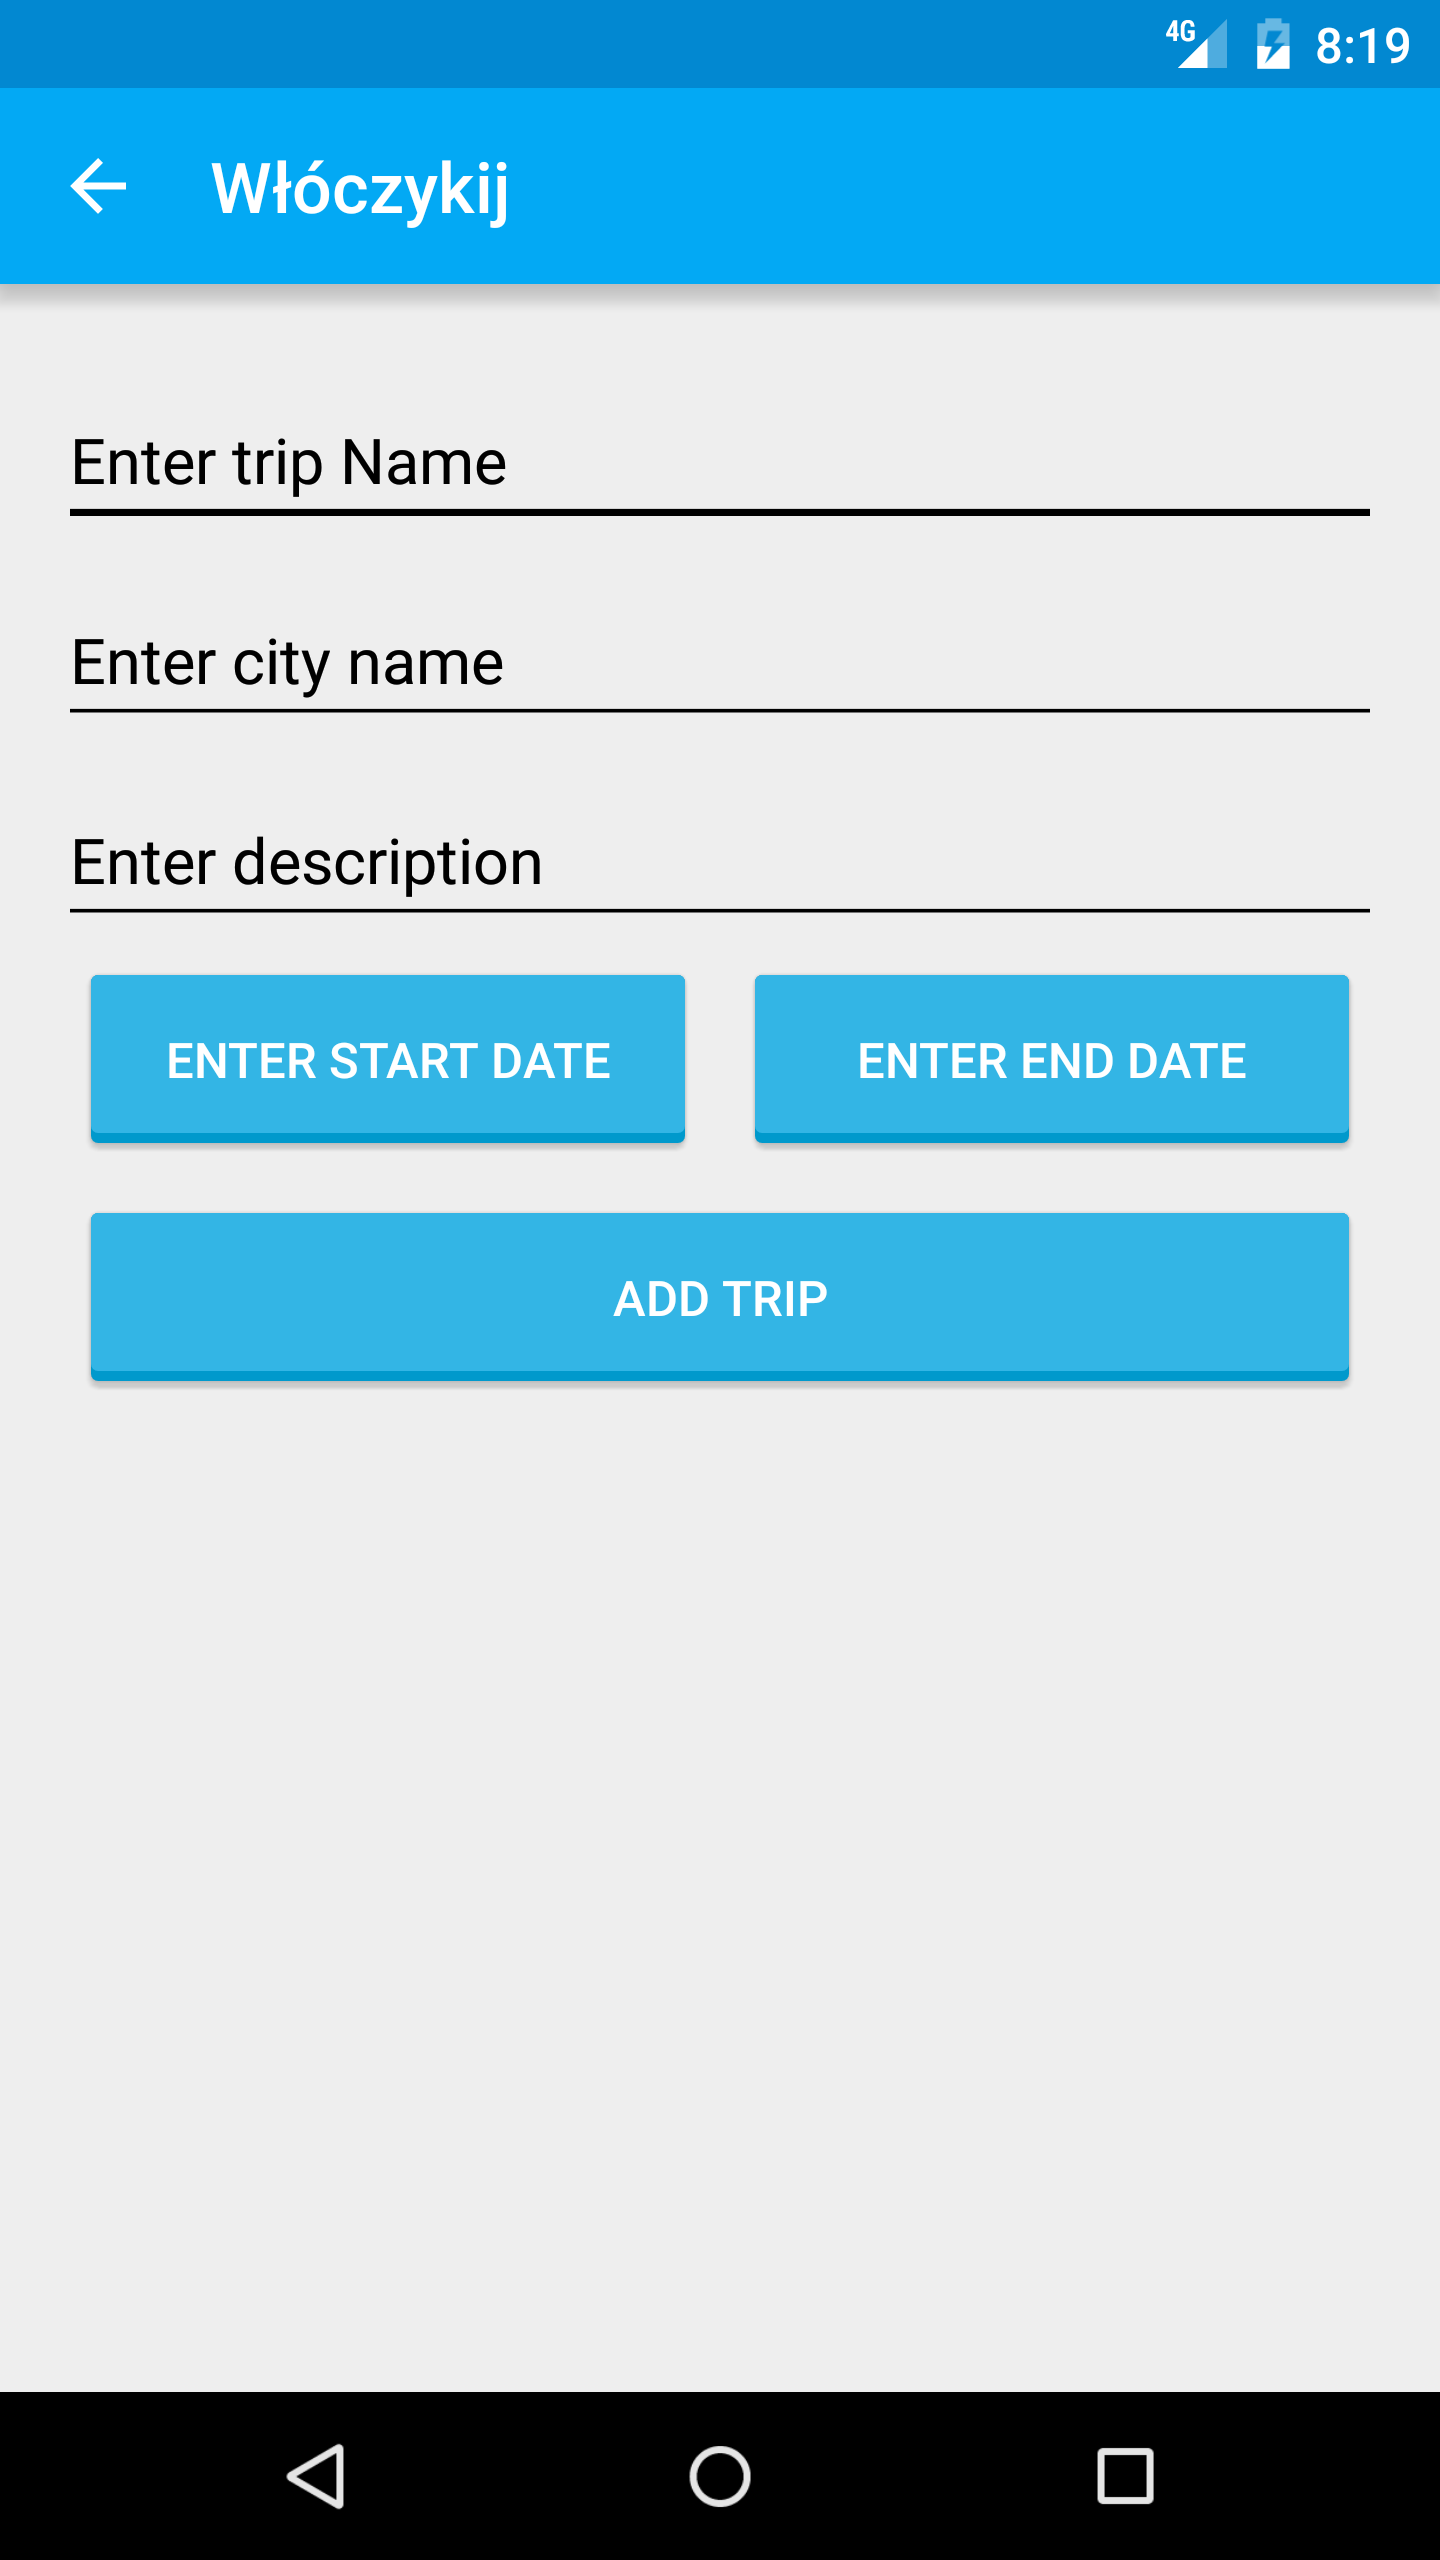 4G 8:19
Włóczykij
Enter trip Name
Enter city name
Enter description
ENTER START DATE ENTER END DATE
ADD TRIP